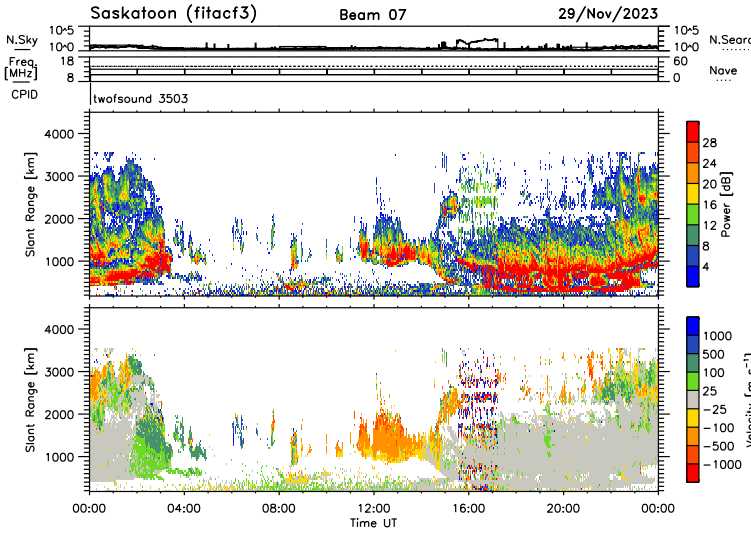 Saskatoon (fitacf3) Beam 07 29/Nov/2023
N.Sky 10^5 10^0 10^5 10^0 N.Sear
Freq. [MHz] 18 8 60 0 Nave
CPID twofsound 3503
Slant Range [km] 4000 3000 2000 1000
Power [dB] 28 24 20 16 12 8 4
Slant Range [km] 4000 3000 2000 1000
Velocity [m s^-1] 1000 500 100 25 -25 -100 -500 -1000
00:00 04:00 08:00 12:00 16:00 20:00 00:00
Time UT